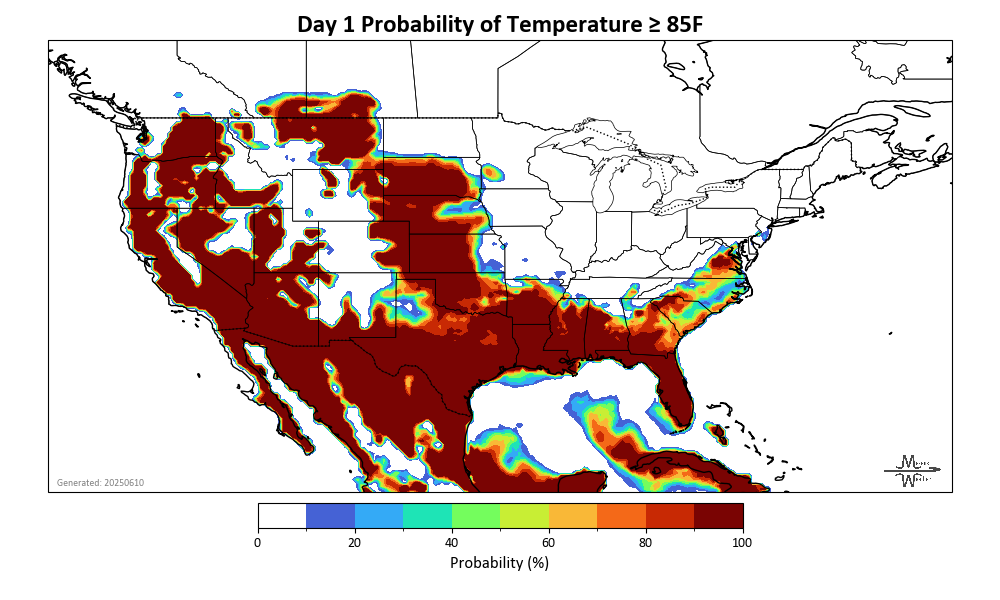 Day 1 Probability of Temperature ≥ 85F
Generated: 20250610
0 20 40 60 80 100
Probability (%)